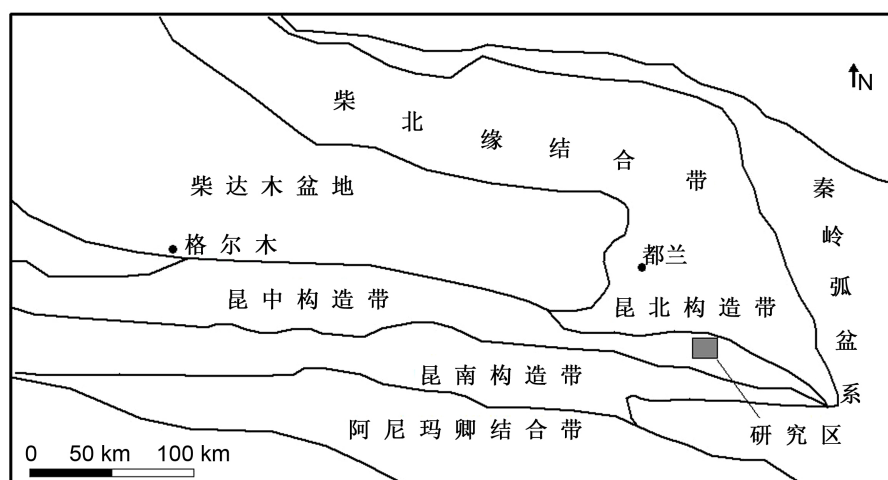 N
柴北缘结合带
秦岭弧盆系
柴达木盆地
格尔木
都兰
昆中构造带
昆北构造带
昆南构造带
阿尼玛卿结合带
研究区
0 50 km 100 km